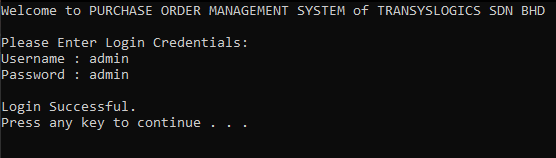 Welcome to PURCHASE ORDER MANAGEMENT SYSTEM of TRANSYSLOGICS SDN BHD
Please Enter Login Credentials:
Username : admin
Password : admin
Login Successful.
Press any key to continue . . .